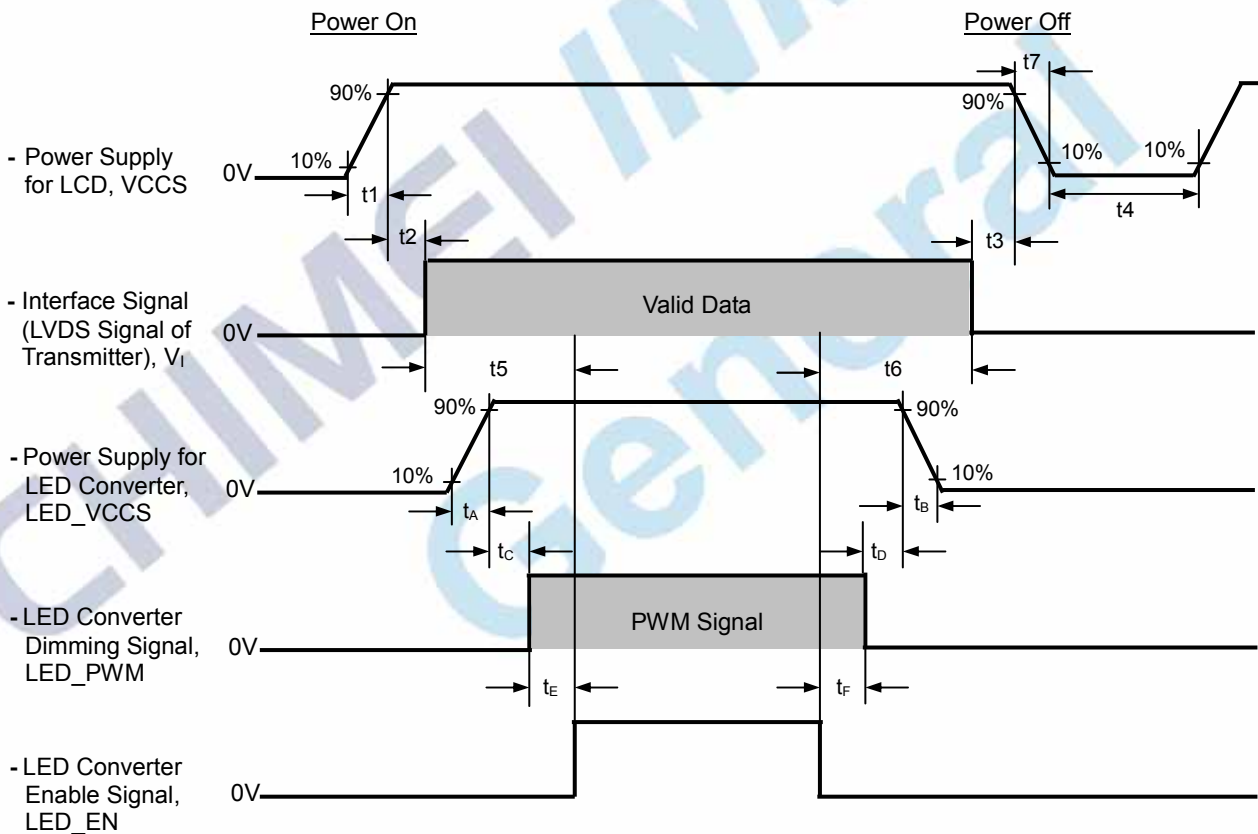 Power On
Power Off
t7
90%
90%
- Power Supply
for LCD, VCCS
0V
10%
10%
10%
t1
t4
t2
t3
- Interface Signal
(LVDS Signal of
Transmitter), VI
0V
Valid Data
t5
t6
90%
90%
- Power Supply for
LED Converter,
LED_VCCS
0V
10%
10%
tA
tB
tC
tD
- LED Converter
Dimming Signal,
LED_PWM
0V
PWM Signal
tE
tF
- LED Converter
Enable Signal,
LED_EN
0V
CHIMEI
General